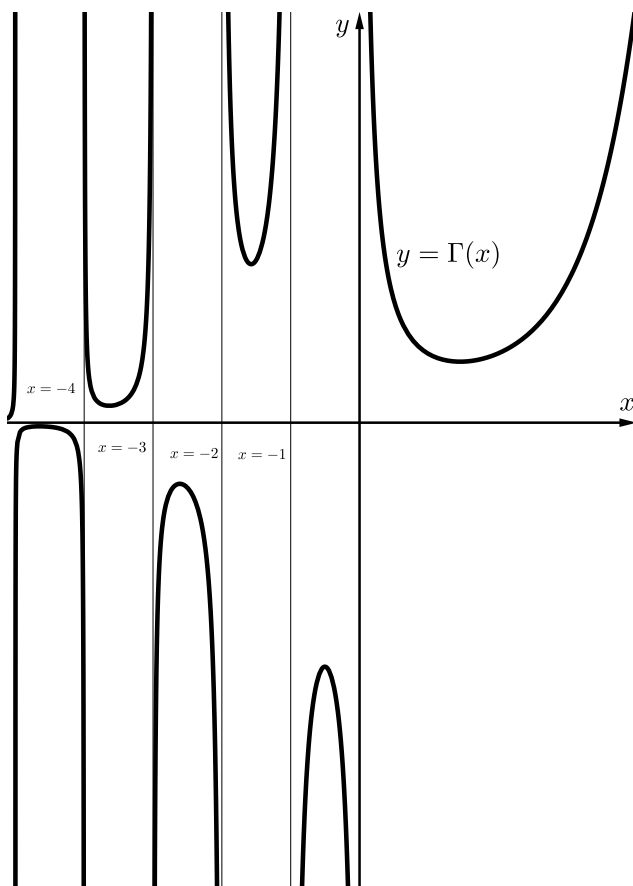 y
y = Γ(x)
x = −4
x
x = −3
x = −2
x = −1